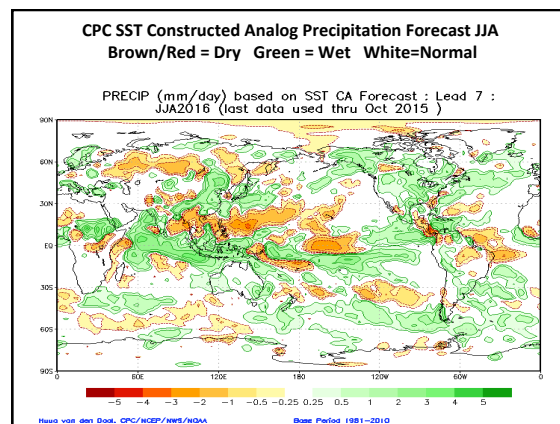 CPC SST Constructed Analog Precipitation Forecast JJA
Brown/Red = Dry Green = Wet White=Normal
PRECIP (mm/day) based on SST CA Forecast : Lead 7 :
JJA2016 (last data used thru Oct 2015 )
90N
60N
30N
EQ
30S
60S
90S
0 60E 120E 180 120W 60W 0
-5 -4 -3 -2 -1 -0.5 -0.25 0.25 0.5 1 2 3 4 5
Huug van den Dool, CPC/NCEP/NWS/NOAA Base Period 1981-2010